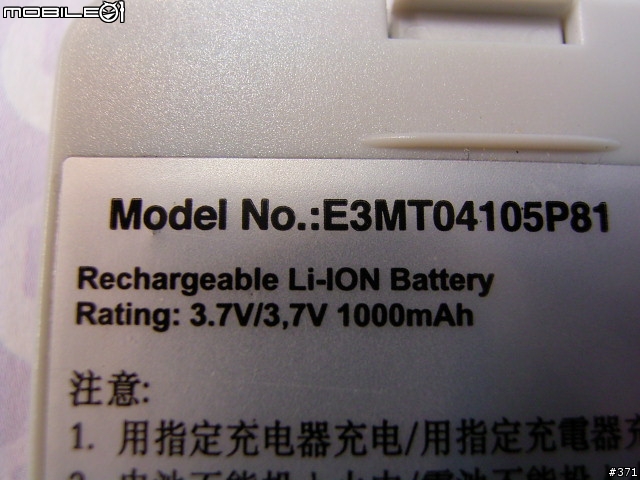 MOBILE01
Model No.:E3MT04105P81
Rechargeable Li-ION Battery
Rating: 3.7V/3,7V 1000mAh
注意:
1. 用指定充电器充电/用指定充電器充
#371